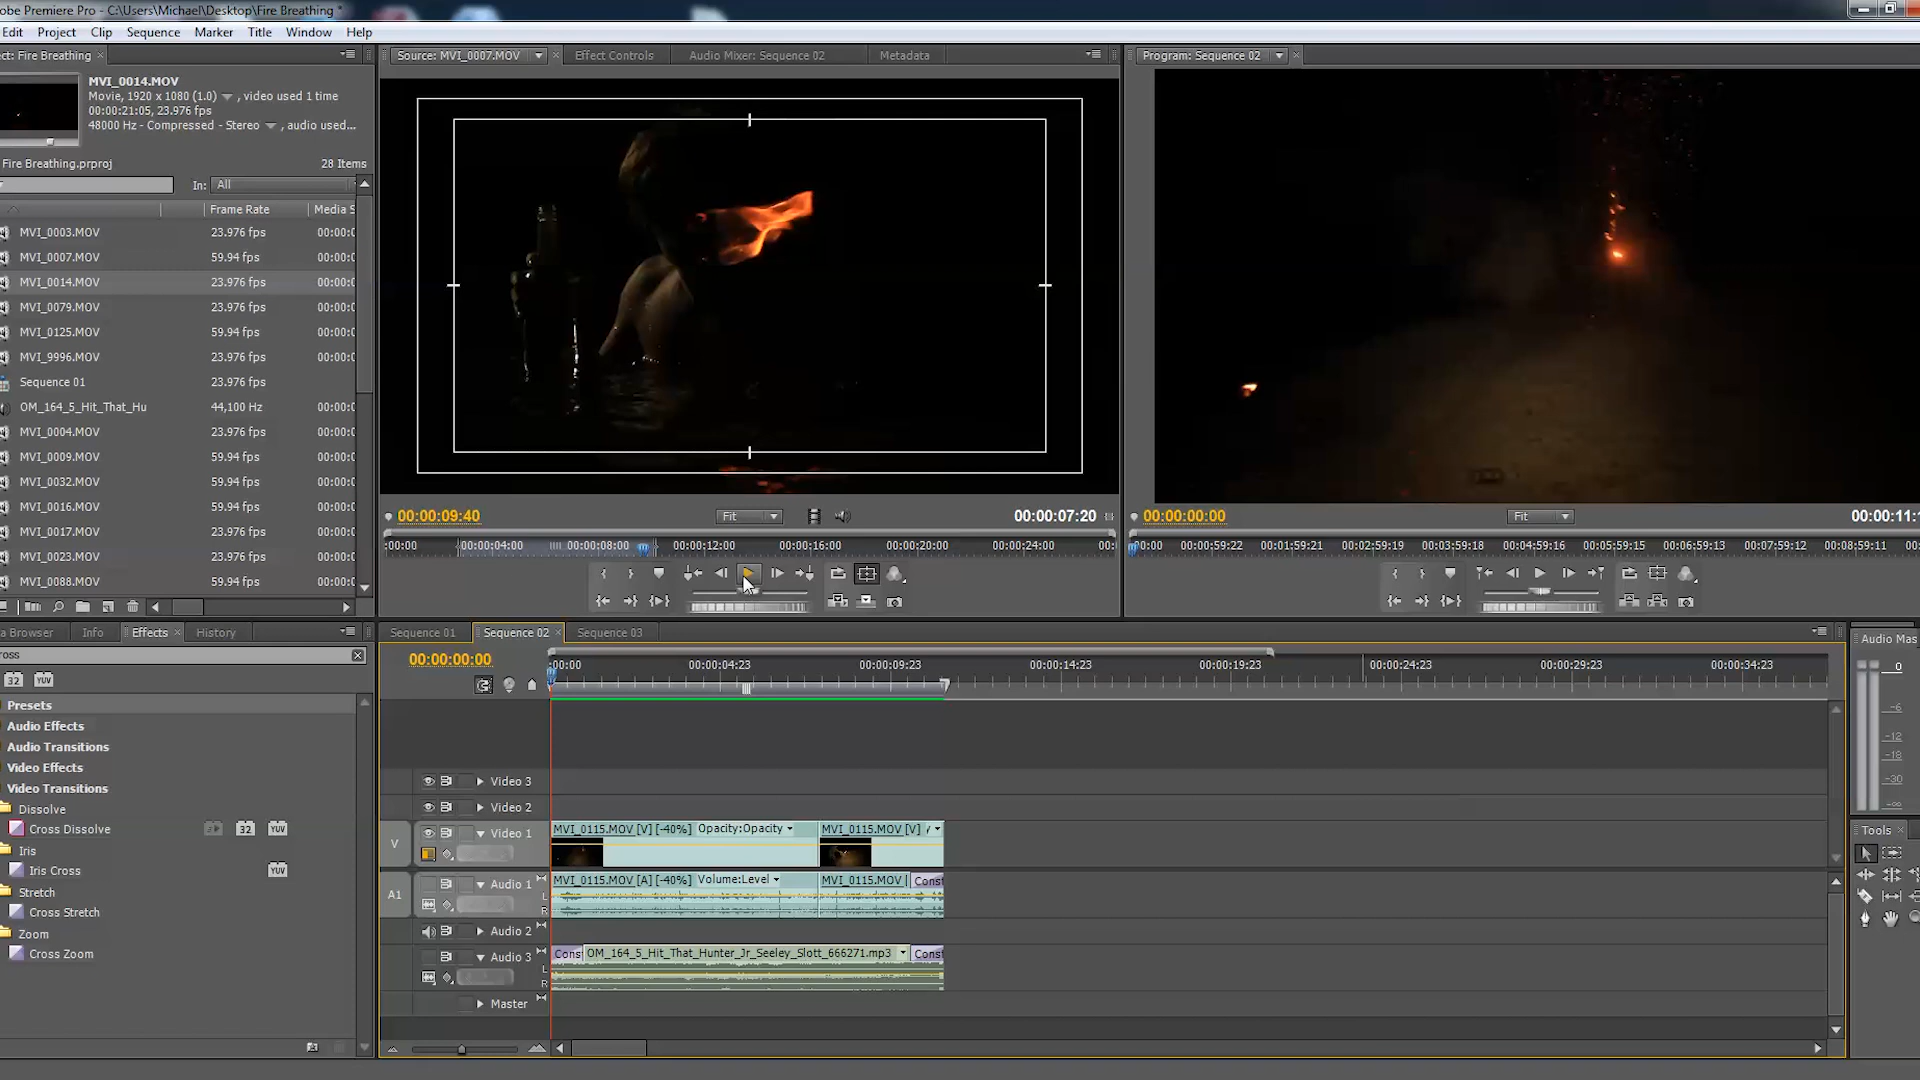 obe Premiere Pro - C:\Users\Michael\Desktop\Fire Breathing *
Edit Project Clip Sequence Marker Title Window Help
ect: Fire Breathing
MVI_0014.MOV
Movie, 1920 x 1080 (1.0) , video used 1 time
00:00:21:05, 23.976 fps
48000 Hz - Compressed - Stereo , audio used...
Fire Breathing.prproj 28 Items
In: All
Frame Rate Media S
MVI_0003.MOV 23.976 fps 00:00:0
MVI_0007.MOV 59.94 fps 00:00:0
MVI_0014.MOV 23.976 fps 00:00:0
MVI_0079.MOV 23.976 fps 00:00:0
MVI_0125.MOV 59.94 fps 00:00:0
MVI_9996.MOV 23.976 fps 00:00:0
Sequence 01 23.976 fps
OM_164_5_Hit_That_Hu 44,100 Hz 00:00:0
MVI_0004.MOV 23.976 fps 00:00:0
MVI_0009.MOV 59.94 fps 00:00:0
MVI_0032.MOV 59.94 fps 00:00:0
MVI_0016.MOV 59.94 fps 00:00:0
MVI_0017.MOV 23.976 fps 00:00:0
MVI_0023.MOV 23.976 fps 00:00:0
MVI_0088.MOV 59.94 fps 00:00:0
Source: MVI_0007.MOV Effect Controls Audio Mixer: Sequence 02 Metadata
00:00:09:40 Fit 00:00:07:20
:00:00 00:00:04:00 00:00:08:00 00:00:12:00 00:00:16:00 00:00:20:00 00:00:24:00 00:
Program: Sequence 02
00:00:00:00 Fit 00:00:11:1
00:00 00:00:59:22 00:01:59:21 00:02:59:19 00:03:59:18 00:04:59:16 00:05:59:15 00:06:59:13 00:07:59:12 00:08:59:11 00
a Browser Info Effects History
ross
32 YUV
Presets
Audio Effects
Audio Transitions
Video Effects
Video Transitions
Dissolve
Cross Dissolve 32 YUV
Iris
Iris Cross YUV
Stretch
Cross Stretch
Zoom
Cross Zoom
Sequence 01 Sequence 02 Sequence 03
00:00:00:00 :00:00 00:00:04:23 00:00:09:23 00:00:14:23 00:00:19:23 00:00:24:23 00:00:29:23 00:00:34:23
Video 3
Video 2
V Video 1 MVI_0115.MOV [V] [-40%] Opacity:Opacity MVI_0115.MOV [V]
A1 Audio 1 L R MVI_0115.MOV [A] [-40%] Volume:Level MVI_0115.MOV Const
Audio 2
Audio 3 L R Const OM_164_5_Hit_That_Hunter_Jr_Seeley_Slott_666271.mp3 Const
Master
Audio Mas
0
-6
-12
-18
-30
Tools